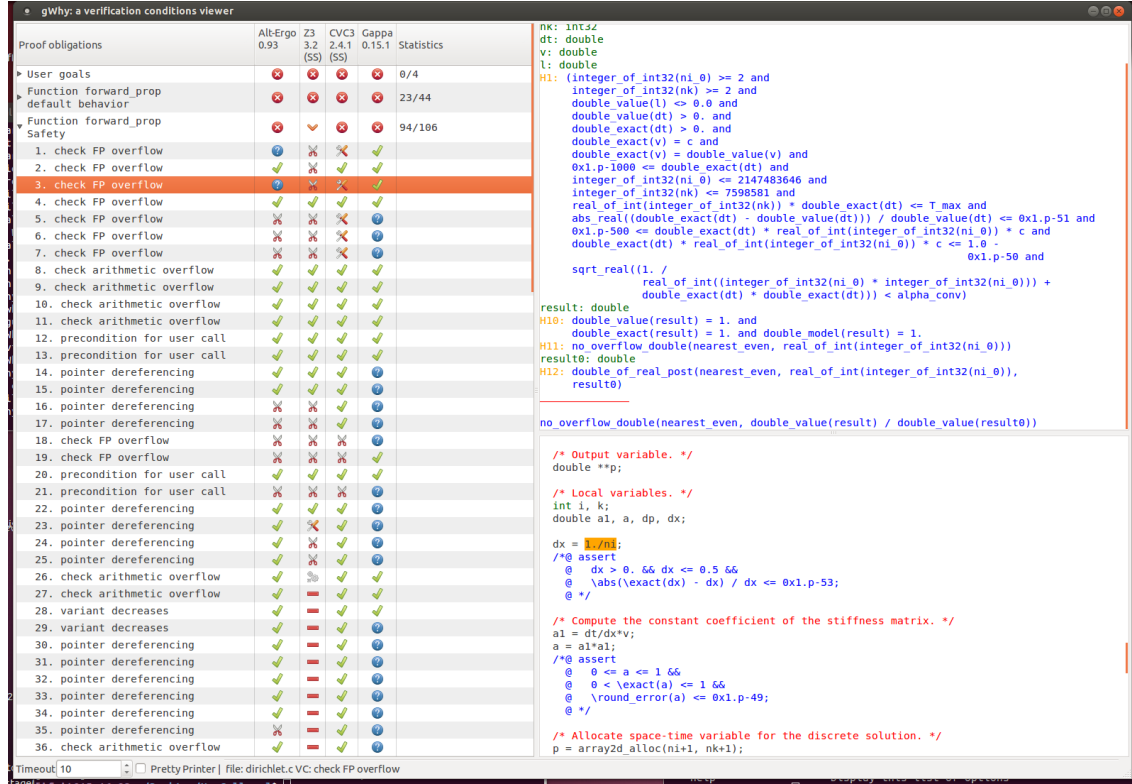 gWhy: a verification conditions viewer
Proof obligations
Alt-Ergo
0.93
Z3
3.2
(SS)
CVC3
2.4.1
(SS)
Gappa
0.15.1
Statistics
User goals
0/4
Function forward_prop
default behavior
23/44
Function forward_prop
Safety
94/106
1. check FP overflow
2. check FP overflow
3. check FP overflow
4. check FP overflow
5. check FP overflow
6. check FP overflow
7. check FP overflow
8. check arithmetic overflow
9. check arithmetic overflow
10. check arithmetic overflow
11. check arithmetic overflow
12. precondition for user call
13. precondition for user call
14. pointer dereferencing
15. pointer dereferencing
16. pointer dereferencing
17. pointer dereferencing
18. check FP overflow
19. check FP overflow
20. precondition for user call
21. precondition for user call
22. pointer dereferencing
23. pointer dereferencing
24. pointer dereferencing
25. pointer dereferencing
26. check arithmetic overflow
27. check arithmetic overflow
28. variant decreases
29. variant decreases
30. pointer dereferencing
31. pointer dereferencing
32. pointer dereferencing
33. pointer dereferencing
34. pointer dereferencing
35. pointer dereferencing
36. check arithmetic overflow
nk: int32
dt: double
v: double
l: double
H1: (integer_of_int32(ni_0) >= 2 and
integer_of_int32(nk) >= 2 and
double_value(l) <> 0.0 and
double_value(dt) > 0. and
double_exact(dt) > 0. and
double_exact(v) = c and
double_exact(v) = double_value(v) and
0x1.p-1000 <= double_exact(dt) and
integer_of_int32(ni_0) <= 2147483646 and
integer_of_int32(nk) <= 7598581 and
real_of_int(integer_of_int32(nk)) * double_exact(dt) <= T_max and
abs_real((double_exact(dt) - double_value(dt))) / double_value(dt) <= 0x1.p-51 and
0x1.p-500 <= double_exact(dt) * real_of_int(integer_of_int32(ni_0)) * c and
double_exact(dt) * real_of_int(integer_of_int32(ni_0)) * c <= 1.0 -
0x1.p-50 and
sqrt_real((1. /
real_of_int((integer_of_int32(ni_0) * integer_of_int32(ni_0))) +
double_exact(dt) * double_exact(dt))) < alpha_conv)
result: double
H10: double_value(result) = 1. and
double_exact(result) = 1. and double_model(result) = 1.
H11: no_overflow_double(nearest_even, real_of_int(integer_of_int32(ni_0)))
result0: double
H12: double_of_real_post(nearest_even, real_of_int(integer_of_int32(ni_0)),
result0)
no_overflow_double(nearest_even, double_value(result) / double_value(result0))
/* Output variable. */
double **p;
/* Local variables. */
int i, k;
double a1, a, dp, dx;
dx = 1./ni;
/*@ assert
@ dx > 0. && dx <= 0.5 &&
@ \abs(\exact(dx) - dx) / dx <= 0x1.p-53;
@ */
/* Compute the constant coefficient of the stiffness matrix. */
a1 = dt/dx*v;
a = a1*a1;
/*@ assert
@ 0 <= a <= 1 &&
@ 0 < \exact(a) <= 1 &&
@ \round_error(a) <= 0x1.p-49;
@ */
/* Allocate space-time variable for the discrete solution. */
p = array2d_alloc(ni+1, nk+1);
Timeout 10
Pretty Printer | file: dirichlet.c VC: check FP overflow